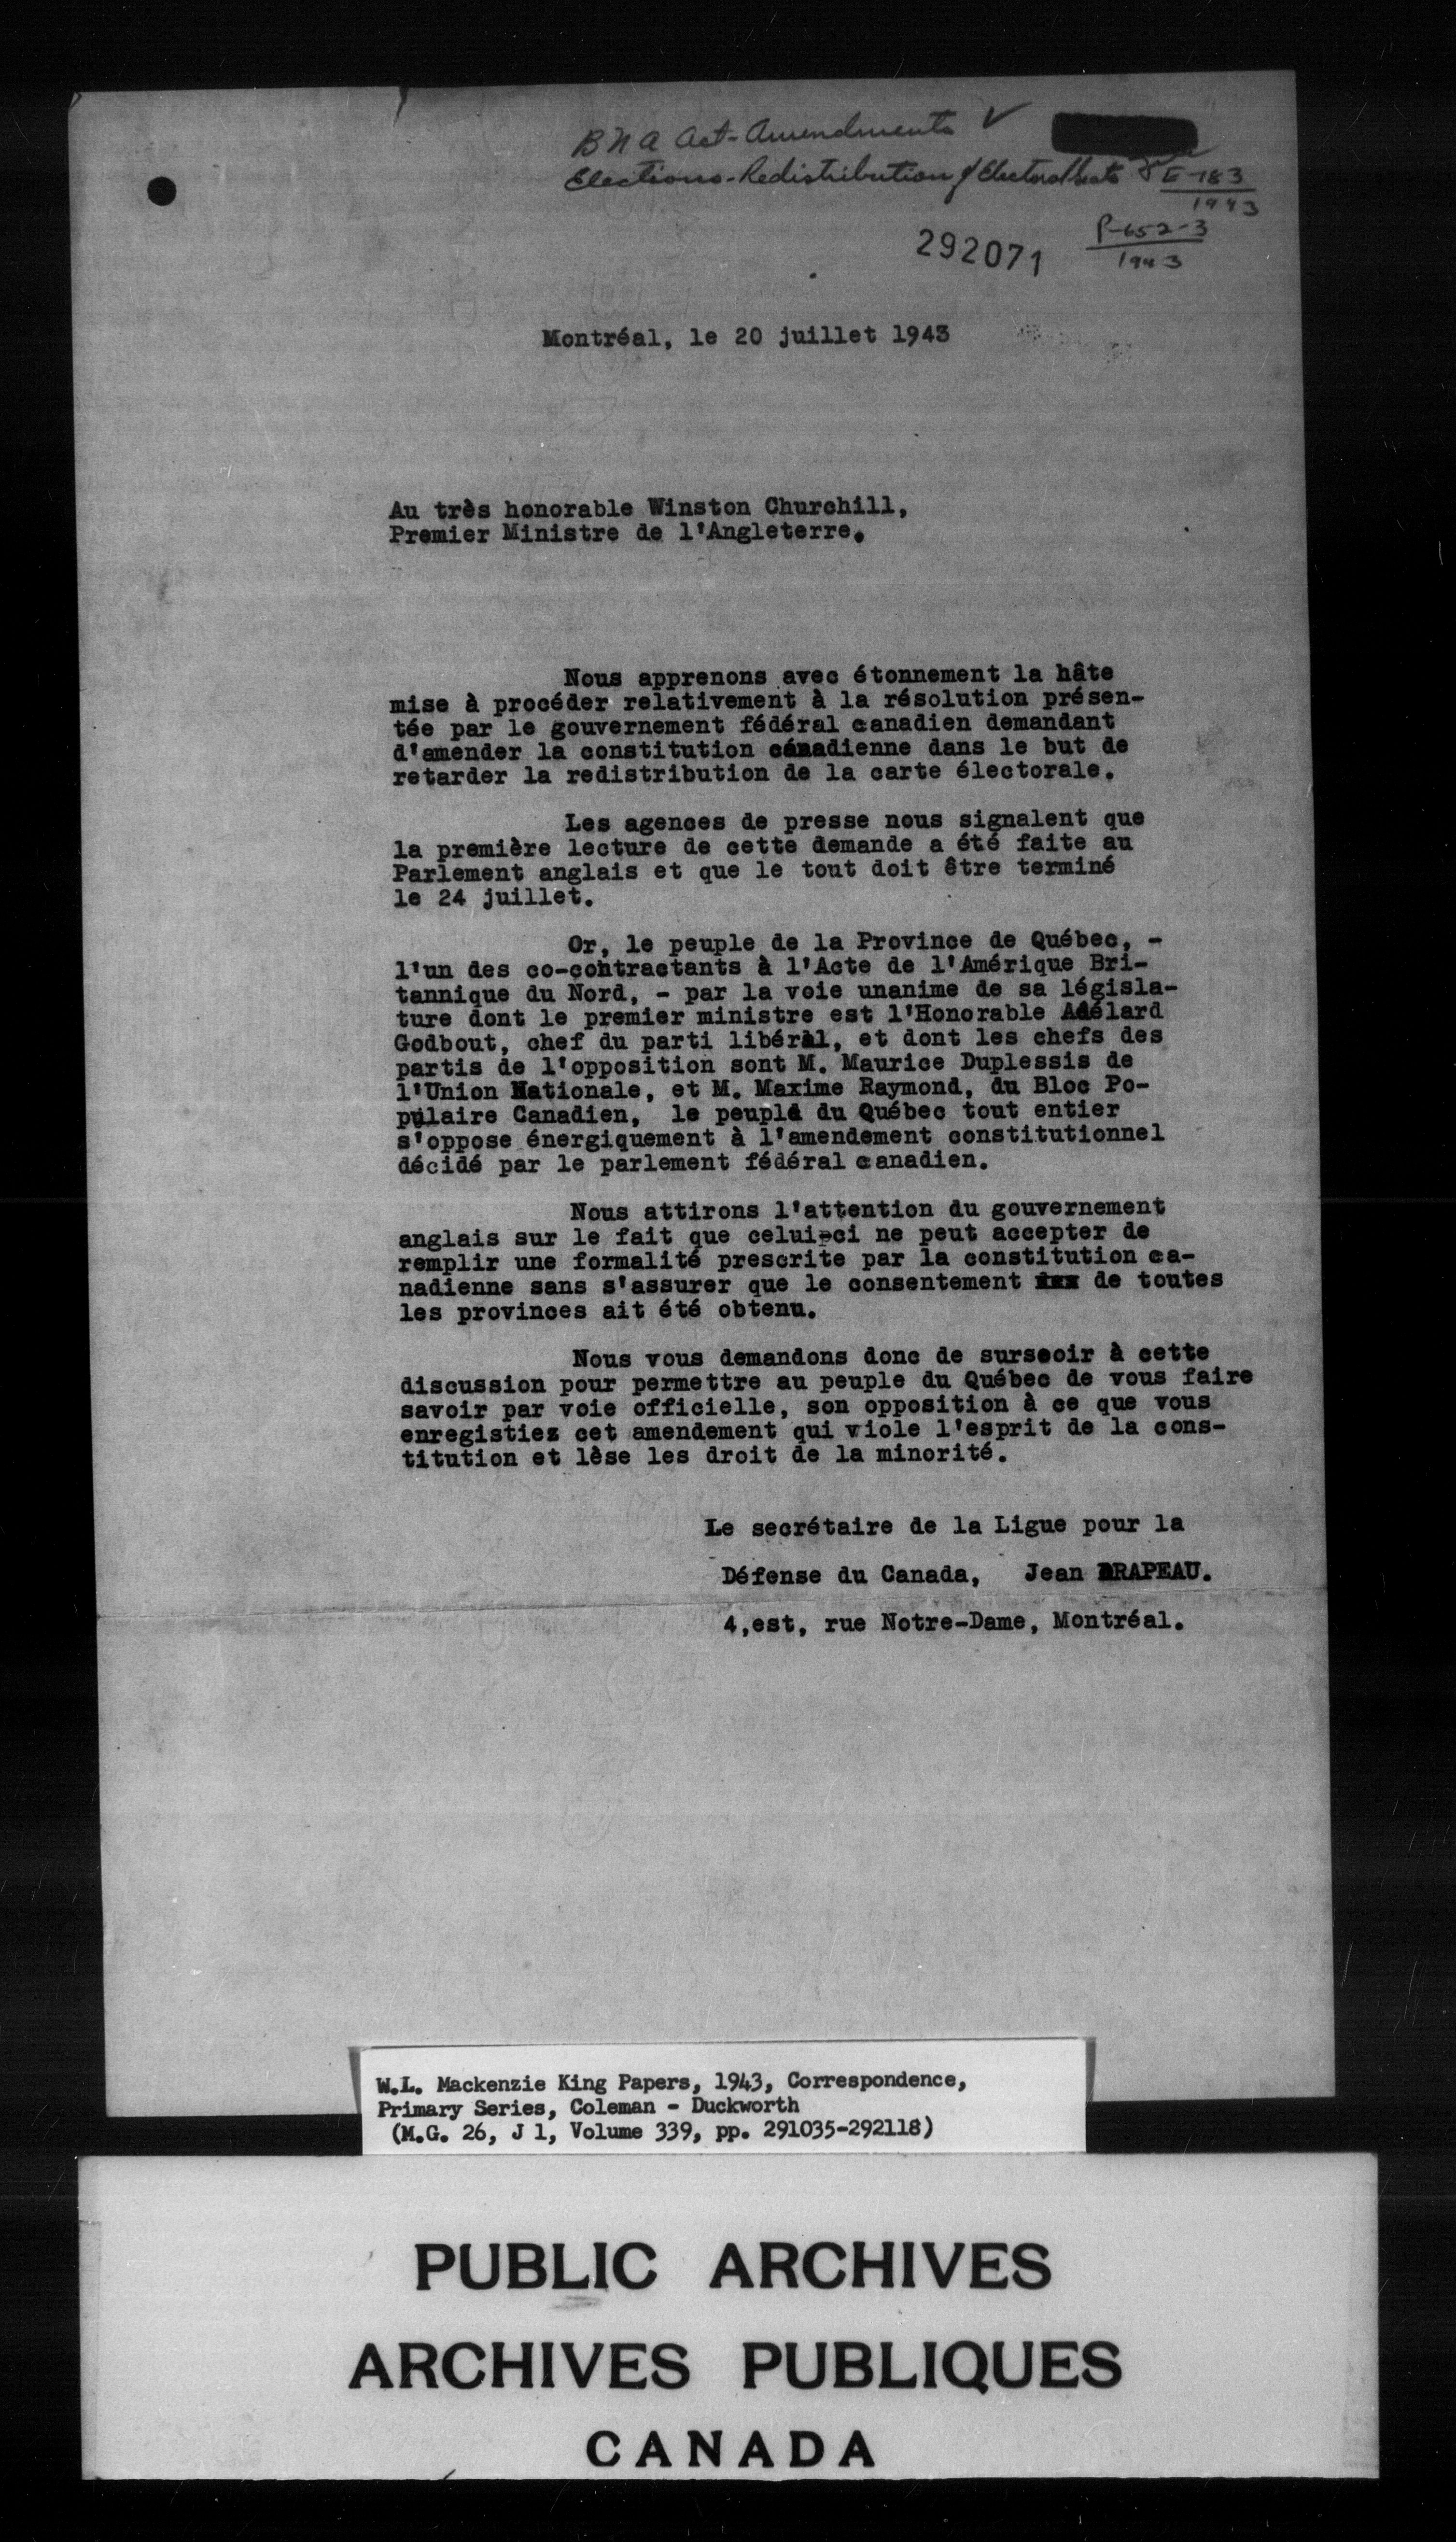 BNA Act-Amendments ✓
Elections-Redistribution of Electoral Seats
E-183
1943
292071
P-652-3
1943
Montréal, le 20 juillet 1943
Au très honorable Winston Churchill,
Premier Ministre de l'Angleterre.
Nous apprenons avec étonnement la hâte
mise à procéder relativement à la résolution présen-
tée par le gouvernement fédéral canadien demandant
d'amender la constitution cánadienne dans le but de
retarder la redistribution de la carte électorale.
Les agences de presse nous signalent que
la première lecture de cette demande a été faite au
Parlement anglais et que le tout doit être terminé
le 24 juillet.
Or, le peuple de la Province de Québec, -
l'un des co-contractants à l'Acte de l'Amérique Bri-
tannique du Nord, - par la voie unanime de sa législa-
ture dont le premier ministre est l'Honorable Adélard
Godbout, chef du parti libéral, et dont les chefs des
partis de l'opposition sont M. Maurice Duplessis de
l'Union Nationale, et M. Maxime Raymond, du Bloc Po-
pulaire Canadien, le peuple du Québec tout entier
s'oppose énergiquement à l'amendement constitutionnel
décidé par le parlement fédéral canadien.
Nous attirons l'attention du gouvernement
anglais sur le fait que celui-ci ne peut accepter de
remplir une formalité prescrite par la constitution ca-
nadienne sans s'assurer que le consentement de toutes
les provinces ait été obtenu.
Nous vous demandons donc de surseoir à cette
discussion pour permettre au peuple du Québec de vous faire
savoir par voie officielle, son opposition à ce que vous
enregistiez cet amendement qui viole l'esprit de la cons-
titution et lèse les droit de la minorité.
Le secrétaire de la Ligue pour la
Défense du Canada, Jean DRAPEAU.
4,est, rue Notre-Dame, Montréal.
W.L. Mackenzie King Papers, 1943, Correspondence,
Primary Series, Coleman - Duckworth
(M.G. 26, J 1, Volume 339, pp. 291035-292118)
PUBLIC ARCHIVES
ARCHIVES PUBLIQUES
CANADA